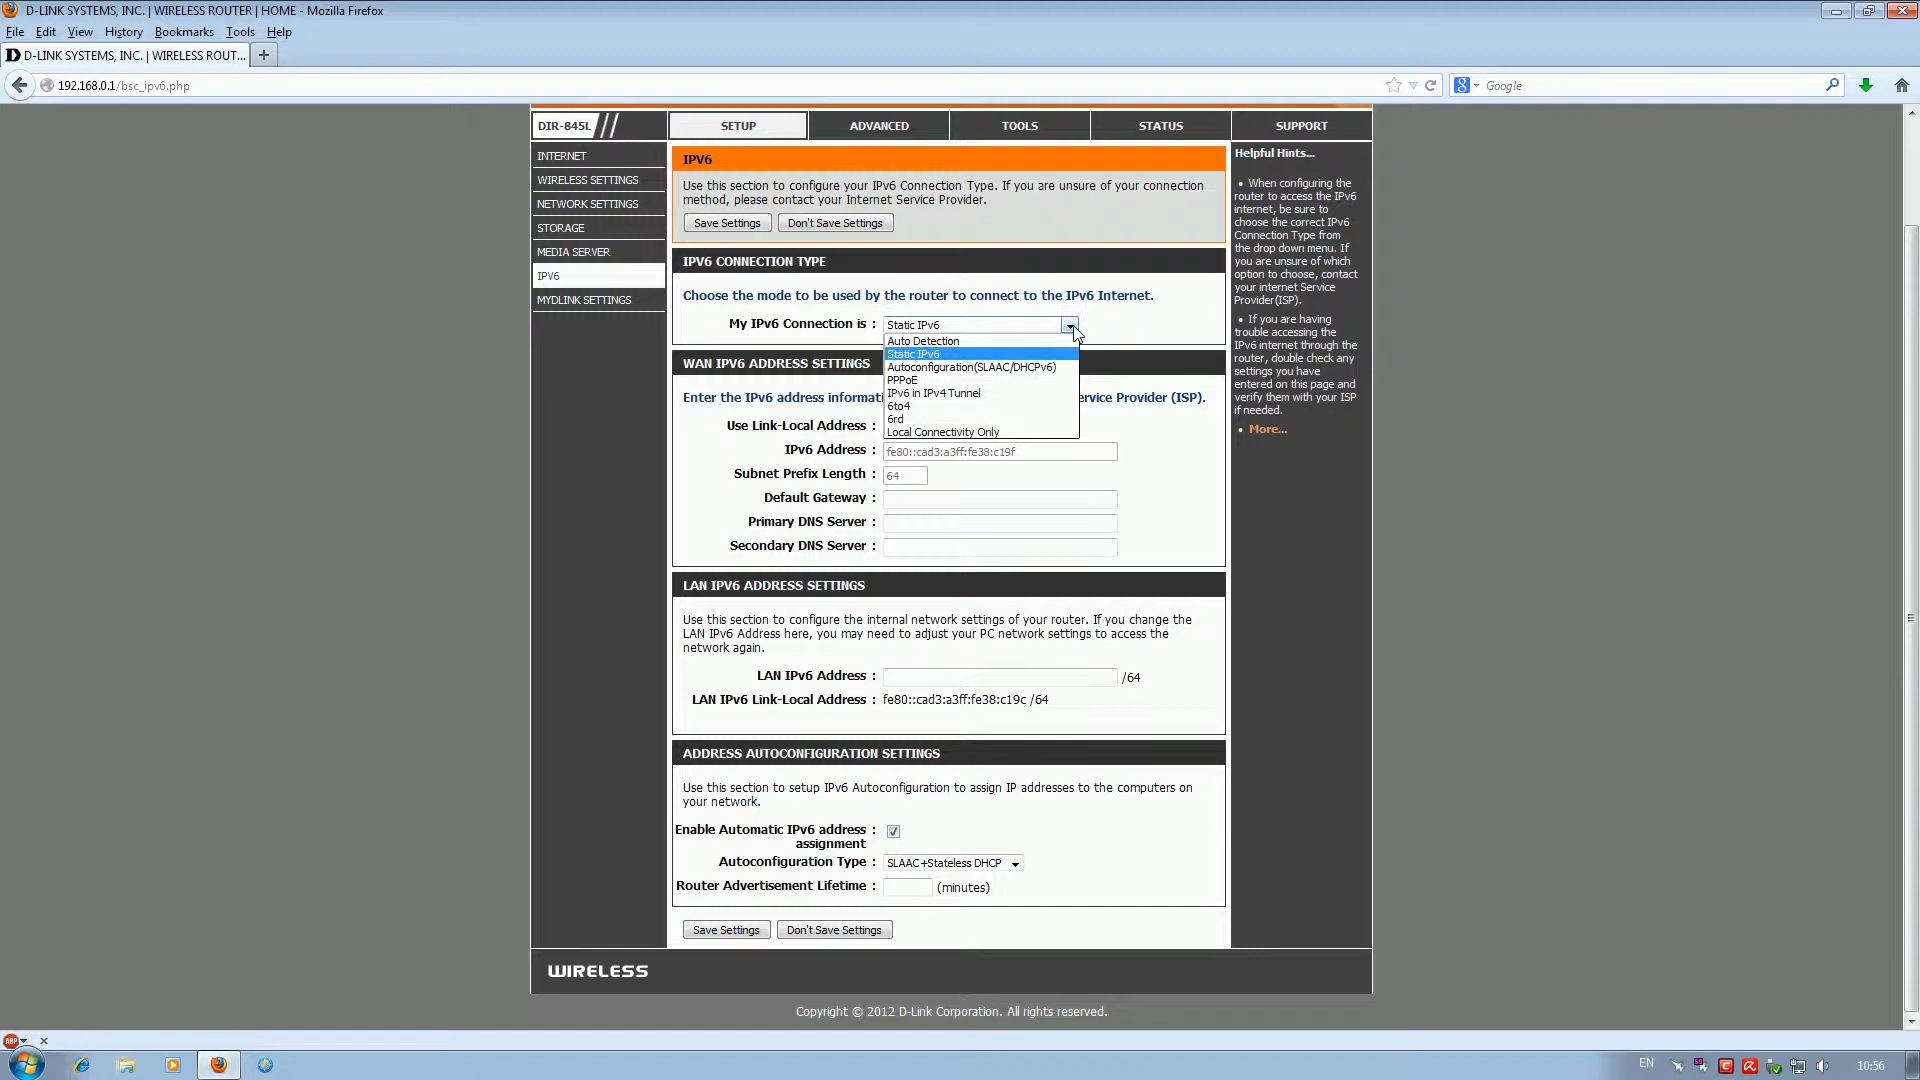 D-LINK SYSTEMS, INC. | WIRELESS ROUTER | HOME - Mozilla Firefox
File Edit View History Bookmarks Tools Help
D D-LINK SYSTEMS, INC. | WIRELESS ROUT... +
192.168.0.1/bsc_ipv6.php
8 Google
DIR-845L
SETUP ADVANCED TOOLS STATUS SUPPORT
INTERNET
WIRELESS SETTINGS
NETWORK SETTINGS
STORAGE
MEDIA SERVER
IPV6
MYDLINK SETTINGS
IPV6
Use this section to configure your IPv6 Connection Type. If you are unsure of your connection
method, please contact your Internet Service Provider.
Save Settings Don't Save Settings
IPV6 CONNECTION TYPE
Choose the mode to be used by the router to connect to the IPv6 Internet.
My IPv6 Connection is : Static IPv6
Auto Detection
Static IPv6
Autoconfiguration(SLAAC/DHCPv6)
PPPoE
IPv6 in IPv4 Tunnel
6to4
6rd
Local Connectivity Only
WAN IPV6 ADDRESS SETTINGS
Enter the IPv6 address informati ervice Provider (ISP).
Use Link-Local Address :
IPv6 Address : fe80::cad3:a3ff:fe38:c19f
Subnet Prefix Length : 64
Default Gateway :
Primary DNS Server :
Secondary DNS Server :
LAN IPV6 ADDRESS SETTINGS
Use this section to configure the internal network settings of your router. If you change the
LAN IPv6 Address here, you may need to adjust your PC network settings to access the
network again.
LAN IPv6 Address : /64
LAN IPv6 Link-Local Address : fe80::cad3:a3ff:fe38:c19c /64
ADDRESS AUTOCONFIGURATION SETTINGS
Use this section to setup IPv6 Autoconfiguration to assign IP addresses to the computers on
your network.
Enable Automatic IPv6 address :
assignment
Autoconfiguration Type : SLAAC+Stateless DHCP
Router Advertisement Lifetime : (minutes)
Save Settings Don't Save Settings
Helpful Hints...
• When configuring the
router to access the IPv6
internet, be sure to
choose the correct IPv6
Connection Type from
the drop down menu. If
you are unsure of which
option to choose, contact
your internet Service
Provider(ISP).
• If you are having
trouble accessing the
IPv6 internet through the
router, double check any
settings you have
entered on this page and
verify them with your ISP
if needed.
• More...
WIRELESS
Copyright © 2012 D-Link Corporation. All rights reserved.
ABP
EN 10:56